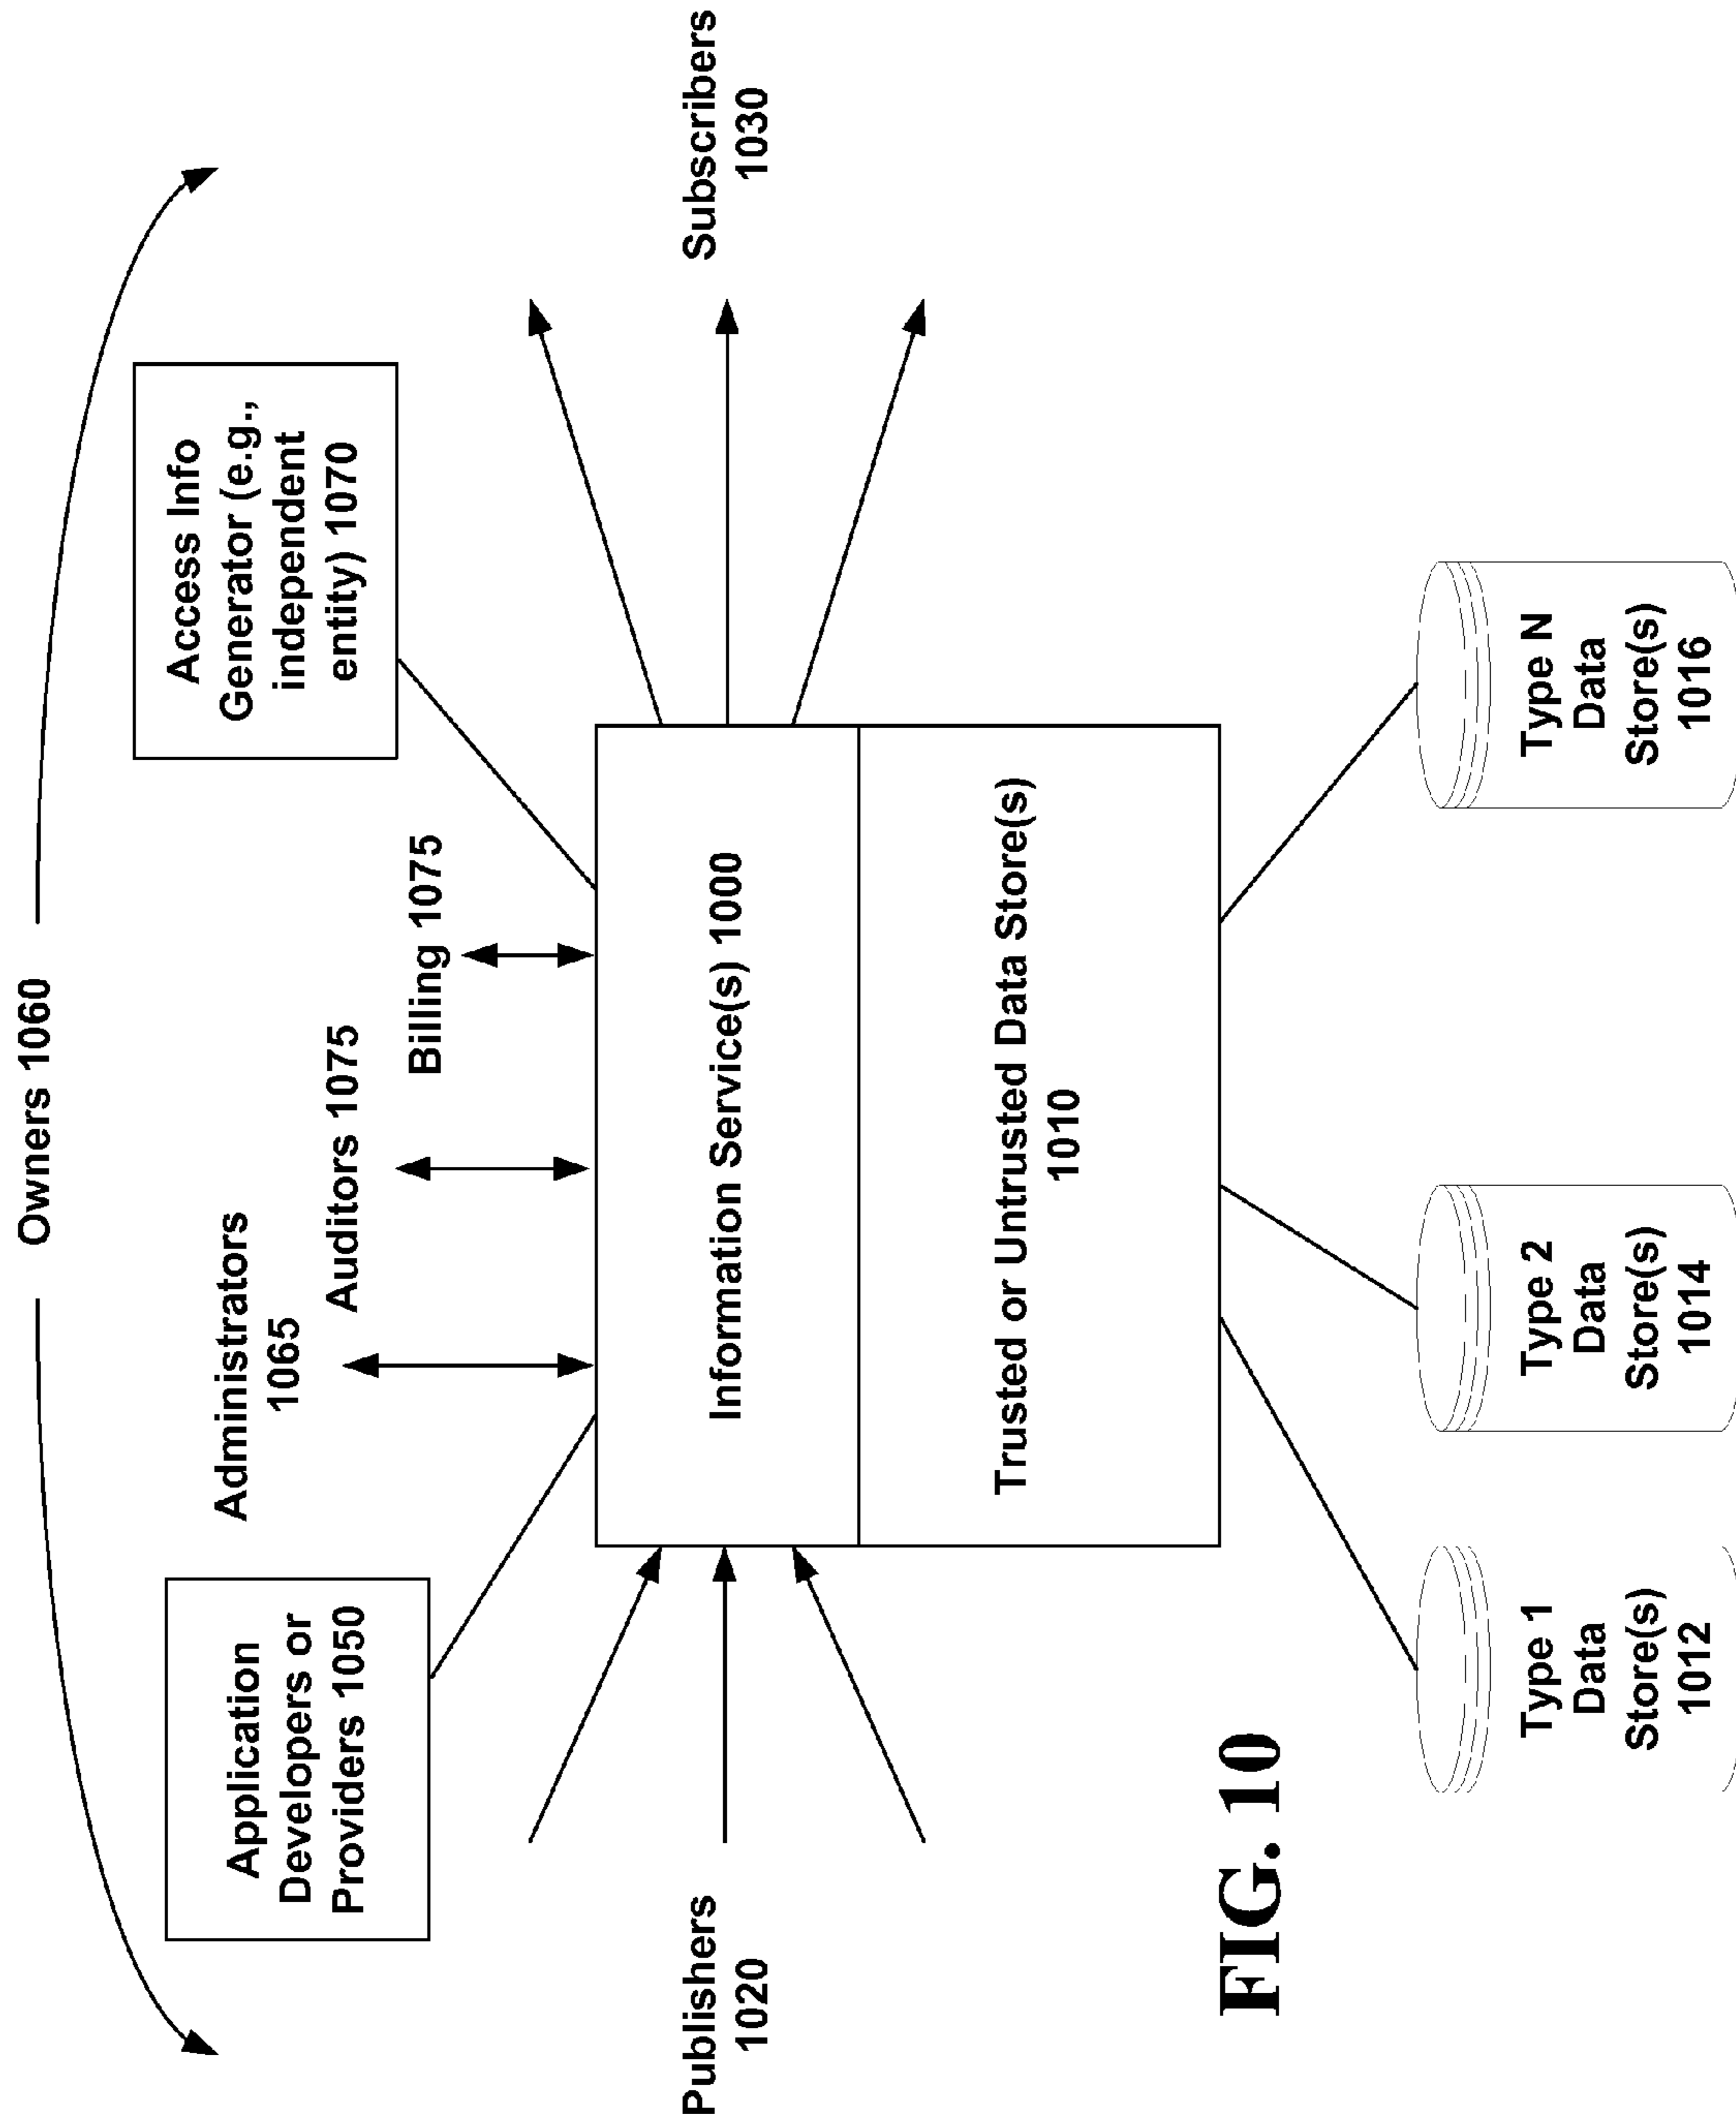 Owners 1060
Administrators
1065
Auditors 1075
Billing 1075
Application
Developers or
Providers 1050
Access Info
Generator (e.g.,
independent
entity) 1070
Publishers
1020
Information Service(s) 1000
Subscribers
1030
Trusted or Untrusted Data Store(s)
1010
FIG. 10
Type 1
Data
Store(s)
1012
Type 2
Data
Store(s)
1014
Type N
Data
Store(s)
1016